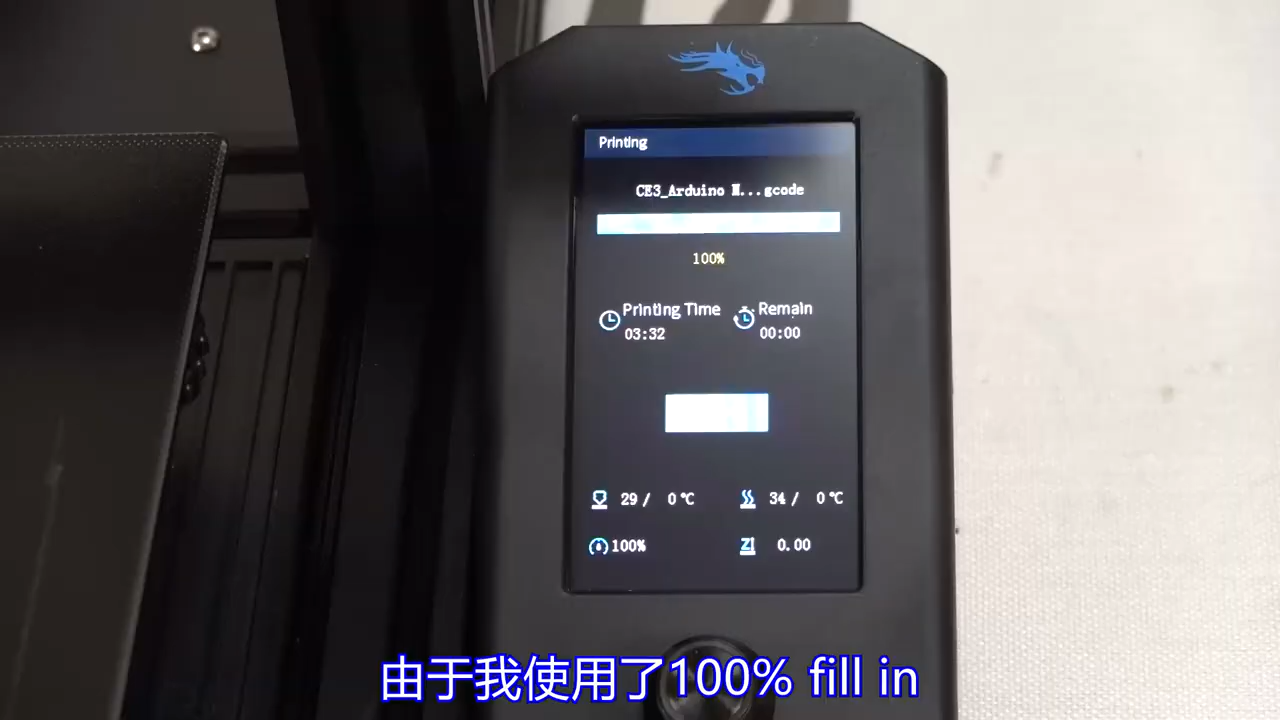 Printing
CE3_Arduino M...gcode
100%
Printing Time
03:32
Remain
00:00
29 / 0 ℃
34 / 0 ℃
100%
Z 0.00
由于我使用了100% fill in